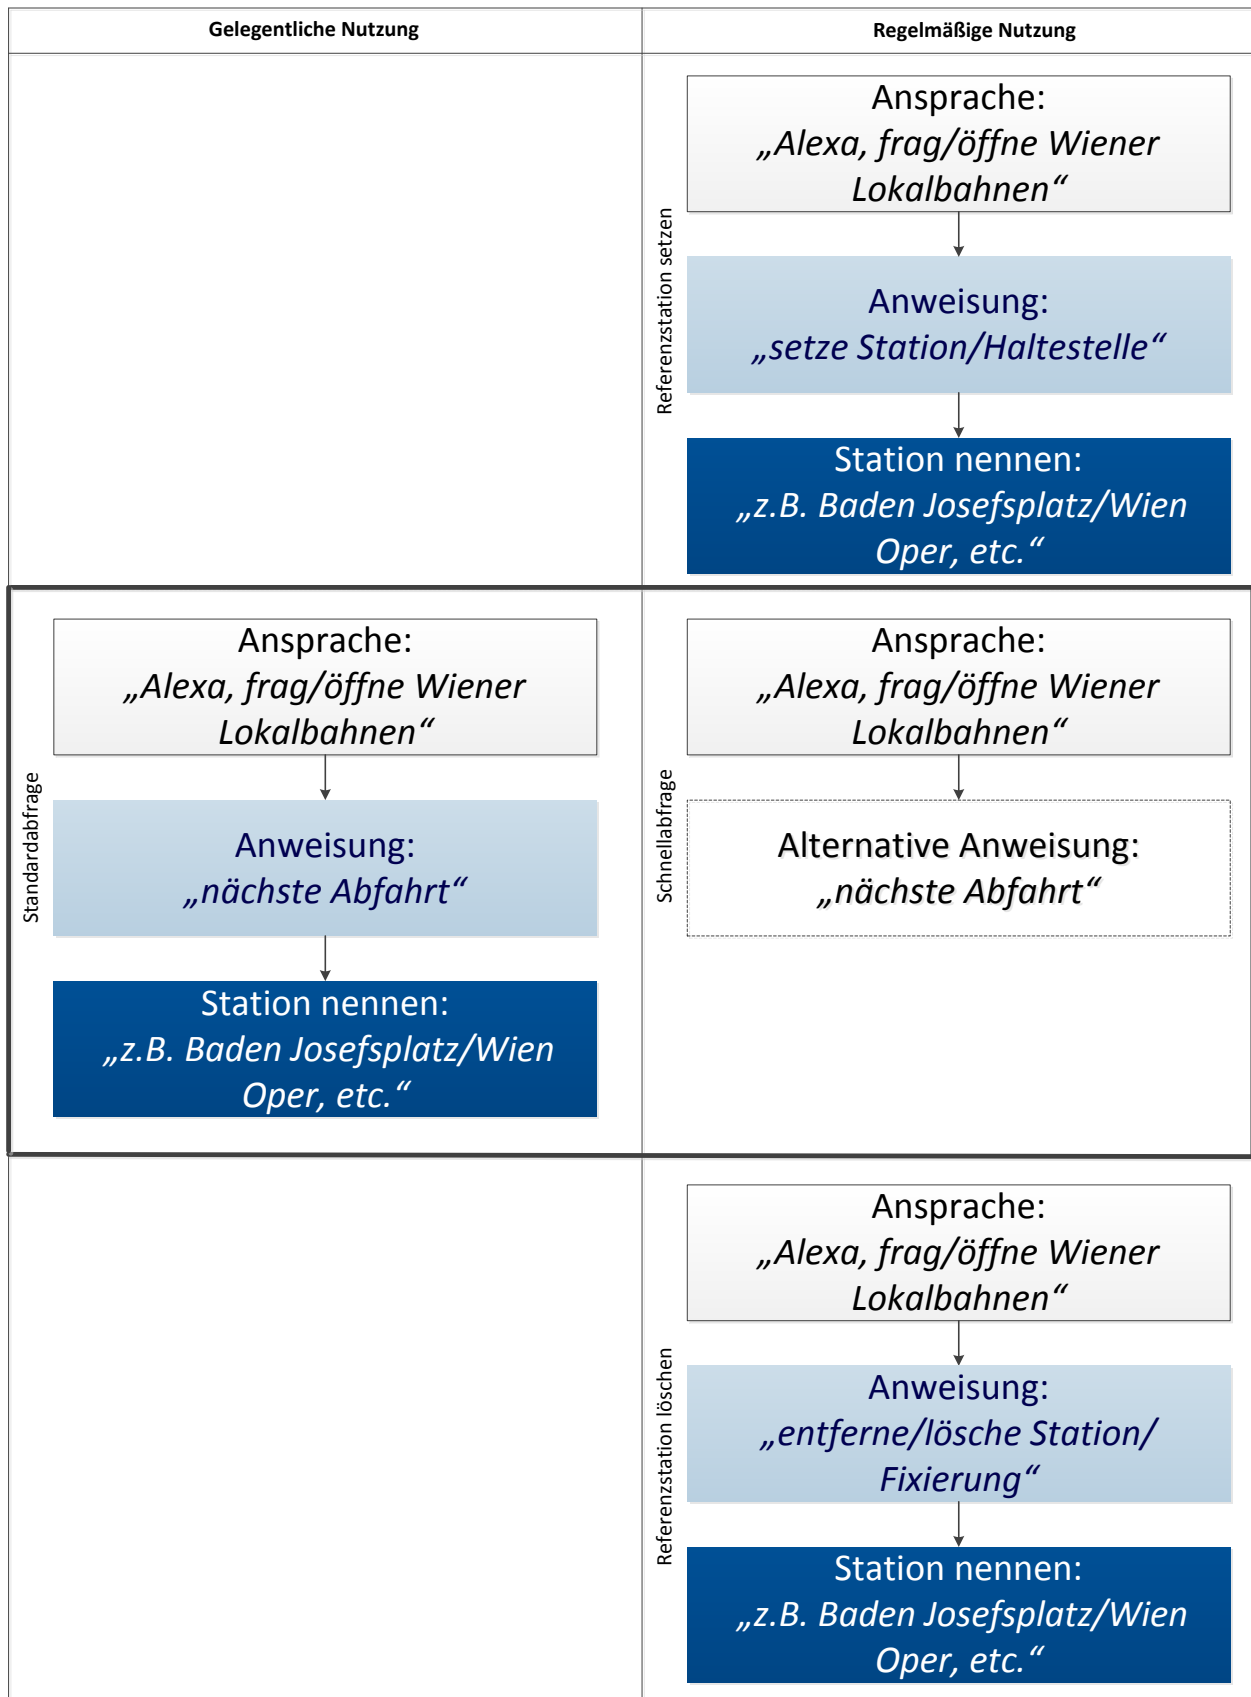 Gelegentliche Nutzung
Regelmäßige Nutzung
Referenzstation setzen
Ansprache:
„Alexa, frag/öffne Wiener
Lokalbahnen“
Anweisung:
„setze Station/Haltestelle“
Station nennen:
„z.B. Baden Josefsplatz/Wien
Oper, etc.“
Standardabfrage
Ansprache:
„Alexa, frag/öffne Wiener
Lokalbahnen“
Anweisung:
„nächste Abfahrt“
Station nennen:
„z.B. Baden Josefsplatz/Wien
Oper, etc.“
Schnellabfrage
Ansprache:
„Alexa, frag/öffne Wiener
Lokalbahnen“
Alternative Anweisung:
„nächste Abfahrt“
Referenzstation löschen
Ansprache:
„Alexa, frag/öffne Wiener
Lokalbahnen“
Anweisung:
„entferne/lösche Station/
Fixierung“
Station nennen:
„z.B. Baden Josefsplatz/Wien
Oper, etc.“